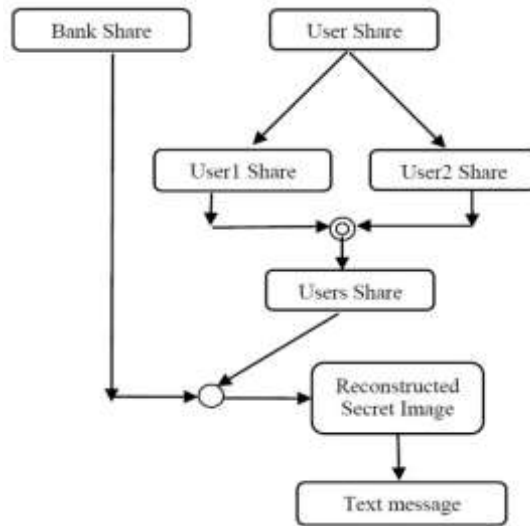 Bank Share
User Share
User1 Share
User2 Share
Users Share
Reconstructed
Secret Image
Text message